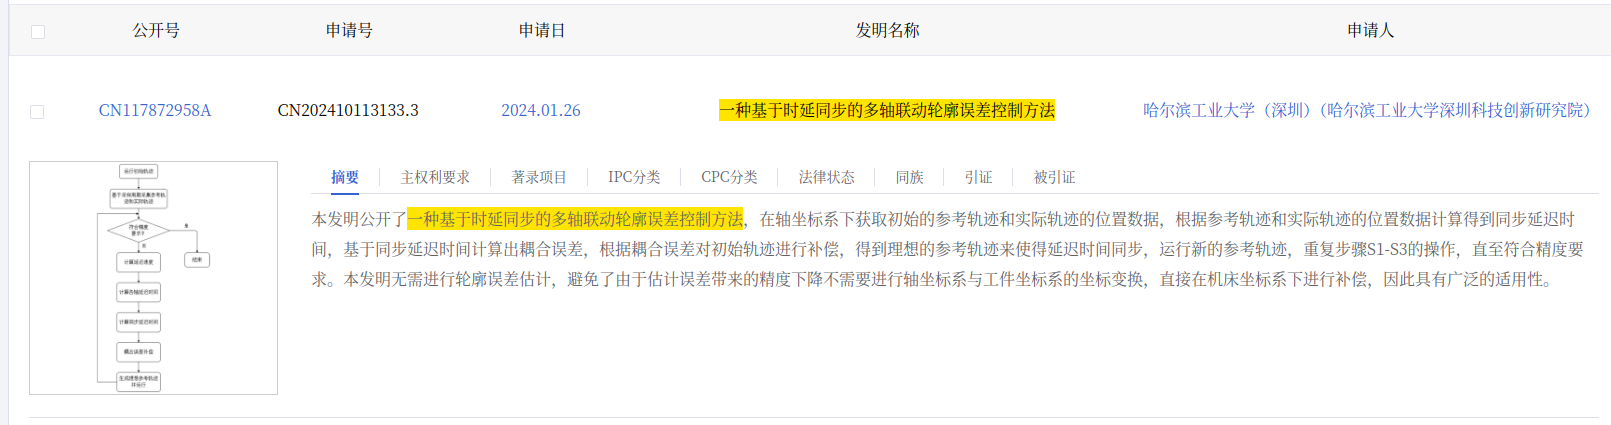 公开号 申请号 申请日 发明名称 申请人
CN117872958A CN202410113133.3 2024.01.26 一种基于时延同步的多轴联动轮廓误差控制方法 哈尔滨工业大学（深圳）（哈尔滨工业大学深圳科技创新研究院）
摘要 主权利要求 著录项目 IPC分类 CPC分类 法律状态 同族 引证 被引证
本发明公开了一种基于时延同步的多轴联动轮廓误差控制方法，在轴坐标系下获取初始的参考轨迹和实际轨迹的位置数据，根据参考轨迹和实际轨迹的位置数据计算得到同步延迟时
间，基于同步延迟时间计算出耦合误差，根据耦合误差对初始轨迹进行补偿，得到理想的参考轨迹来使得延迟时间同步，运行新的参考轨迹，重复步骤S1-S3的操作，直至符合精度要
求。本发明无需进行轮廓误差估计，避免了由于估计误差带来的精度下降不需要进行轴坐标系与工件坐标系的坐标变换，直接在机床坐标系下进行补偿，因此具有广泛的适用性。
运行初始轨迹
符合精度
要求?
是
否
结束
计算延迟速度
计算各轴延迟时间
计算同步延迟时间
耦合误差补偿
生成理想参考轨迹
并运行